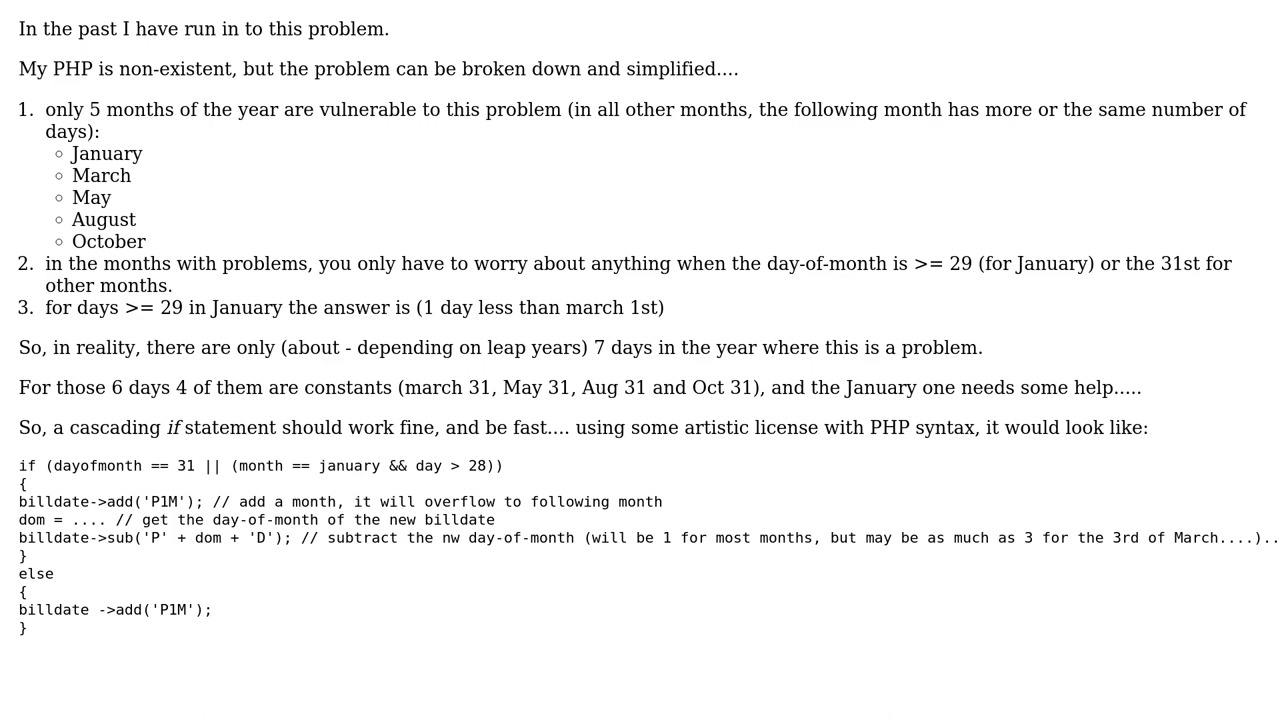 In the past I have run in to this problem.
My PHP is non-existent, but the problem can be broken down and simplified....
1. only 5 months of the year are vulnerable to this problem (in all other months, the following month has more or the same number of
days):
○ January
○ March
○ May
○ August
○ October
2. in the months with problems, you only have to worry about anything when the day-of-month is >= 29 (for January) or the 31st for
other months.
3. for days >= 29 in January the answer is (1 day less than march 1st)
So, in reality, there are only (about - depending on leap years) 7 days in the year where this is a problem.
For those 6 days 4 of them are constants (march 31, May 31, Aug 31 and Oct 31), and the January one needs some help.....
So, a cascading if statement should work fine, and be fast.... using some artistic license with PHP syntax, it would look like:
if (dayofmonth == 31 || (month == january && day > 28))
{
billdate->add('P1M'); // add a month, it will overflow to following month
dom = .... // get the day-of-month of the new billdate
billdate->sub('P' + dom + 'D'); // subtract the nw day-of-month (will be 1 for most months, but may be as much as 3 for the 3rd of March....)..
}
else
{
billdate ->add('P1M');
}